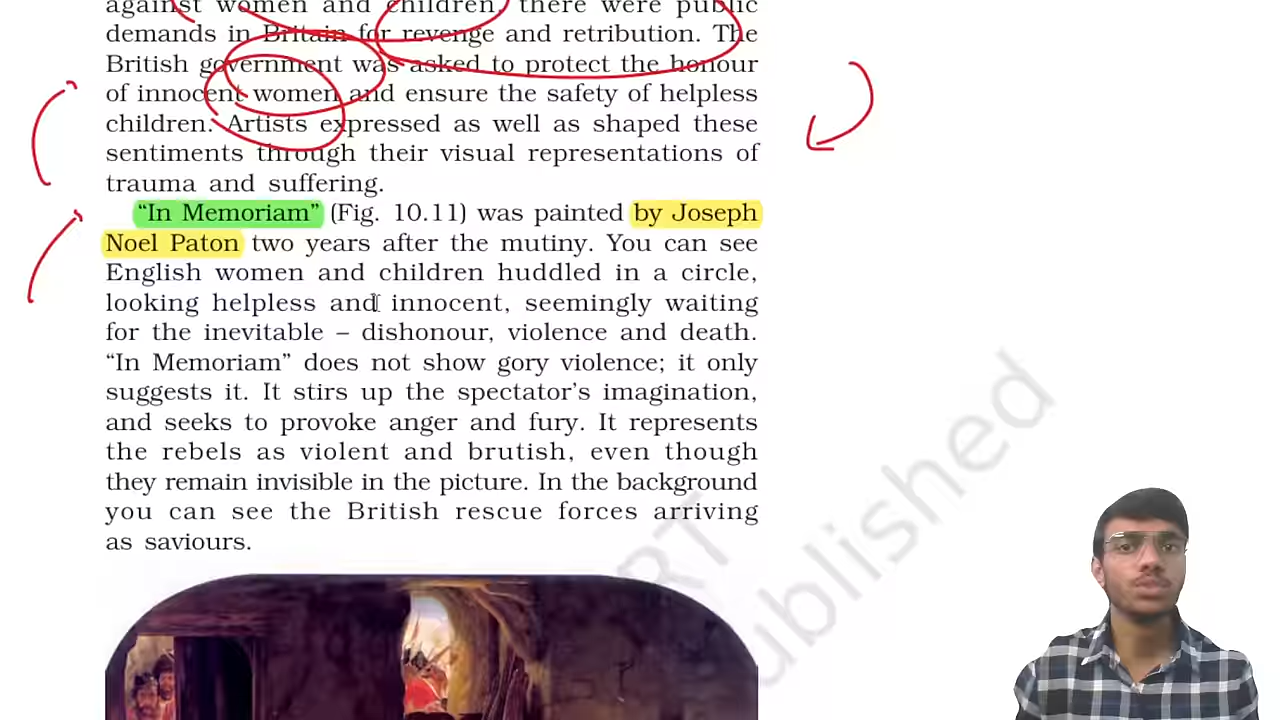 against women and children, there were public
demands in Britain for revenge and retribution. The
British government was asked to protect the honour
of innocent women and ensure the safety of helpless
children. Artists expressed as well as shaped these
sentiments through their visual representations of
trauma and suffering.
“In Memoriam” (Fig. 10.11) was painted by Joseph
Noel Paton two years after the mutiny. You can see
English women and children huddled in a circle,
looking helpless and innocent, seemingly waiting
for the inevitable – dishonour, violence and death.
“In Memoriam” does not show gory violence; it only
suggests it. It stirs up the spectator’s imagination,
and seeks to provoke anger and fury. It represents
the rebels as violent and brutish, even though
they remain invisible in the picture. In the background
you can see the British rescue forces arriving
as saviours.